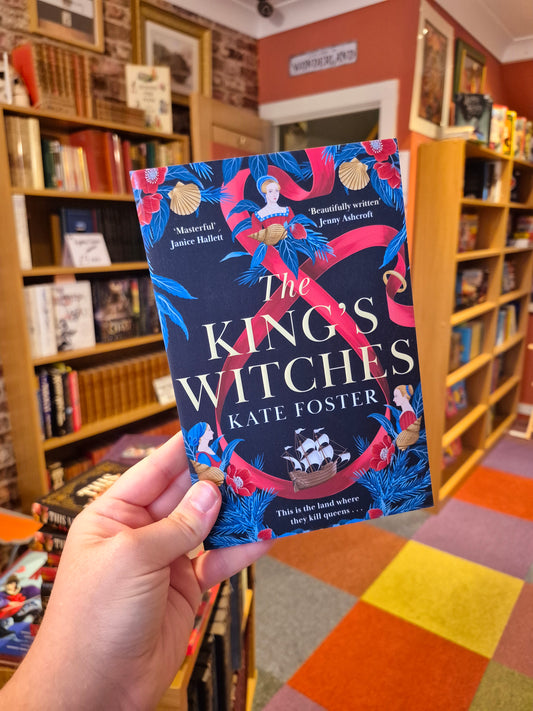 WONDERLAND
'Masterful'
Janice Hallett
'Beautifully written'
Jenny Ashcroft
The
KING'S
WITCHES
KATE FOSTER
This is the land where
they kill queens . . .